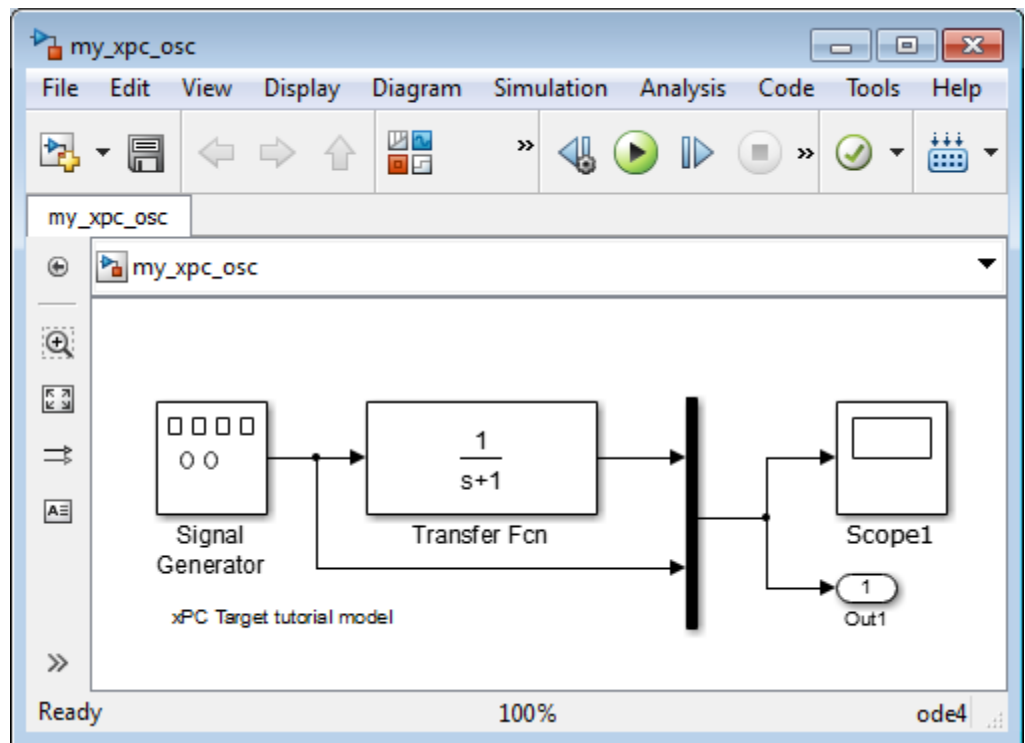 my_xpc_osc
File Edit View Display Diagram Simulation Analysis Code Tools Help
»
»
my_xpc_osc
my_xpc_osc
A
1
s+1
Signal
Generator
Transfer Fcn
Scope1
1
Out1
xPC Target tutorial model
»
Ready 100% ode4